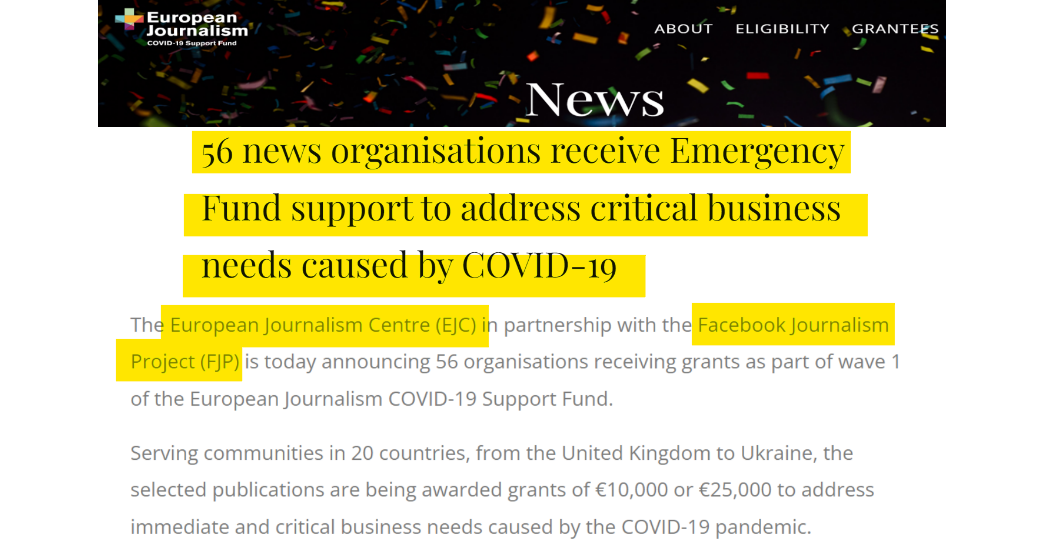 European
Journalism
COVID-19 Support Fund
ABOUT ELIGIBILITY GRANTEES
News
56 news organisations receive Emergency
Fund support to address critical business
needs caused by COVID-19
The European Journalism Centre (EJC) in partnership with the Facebook Journalism
Project (FJP) is today announcing 56 organisations receiving grants as part of wave 1
of the European Journalism COVID-19 Support Fund.
Serving communities in 20 countries, from the United Kingdom to Ukraine, the
selected publications are being awarded grants of €10,000 or €25,000 to address
immediate and critical business needs caused by the COVID-19 pandemic.